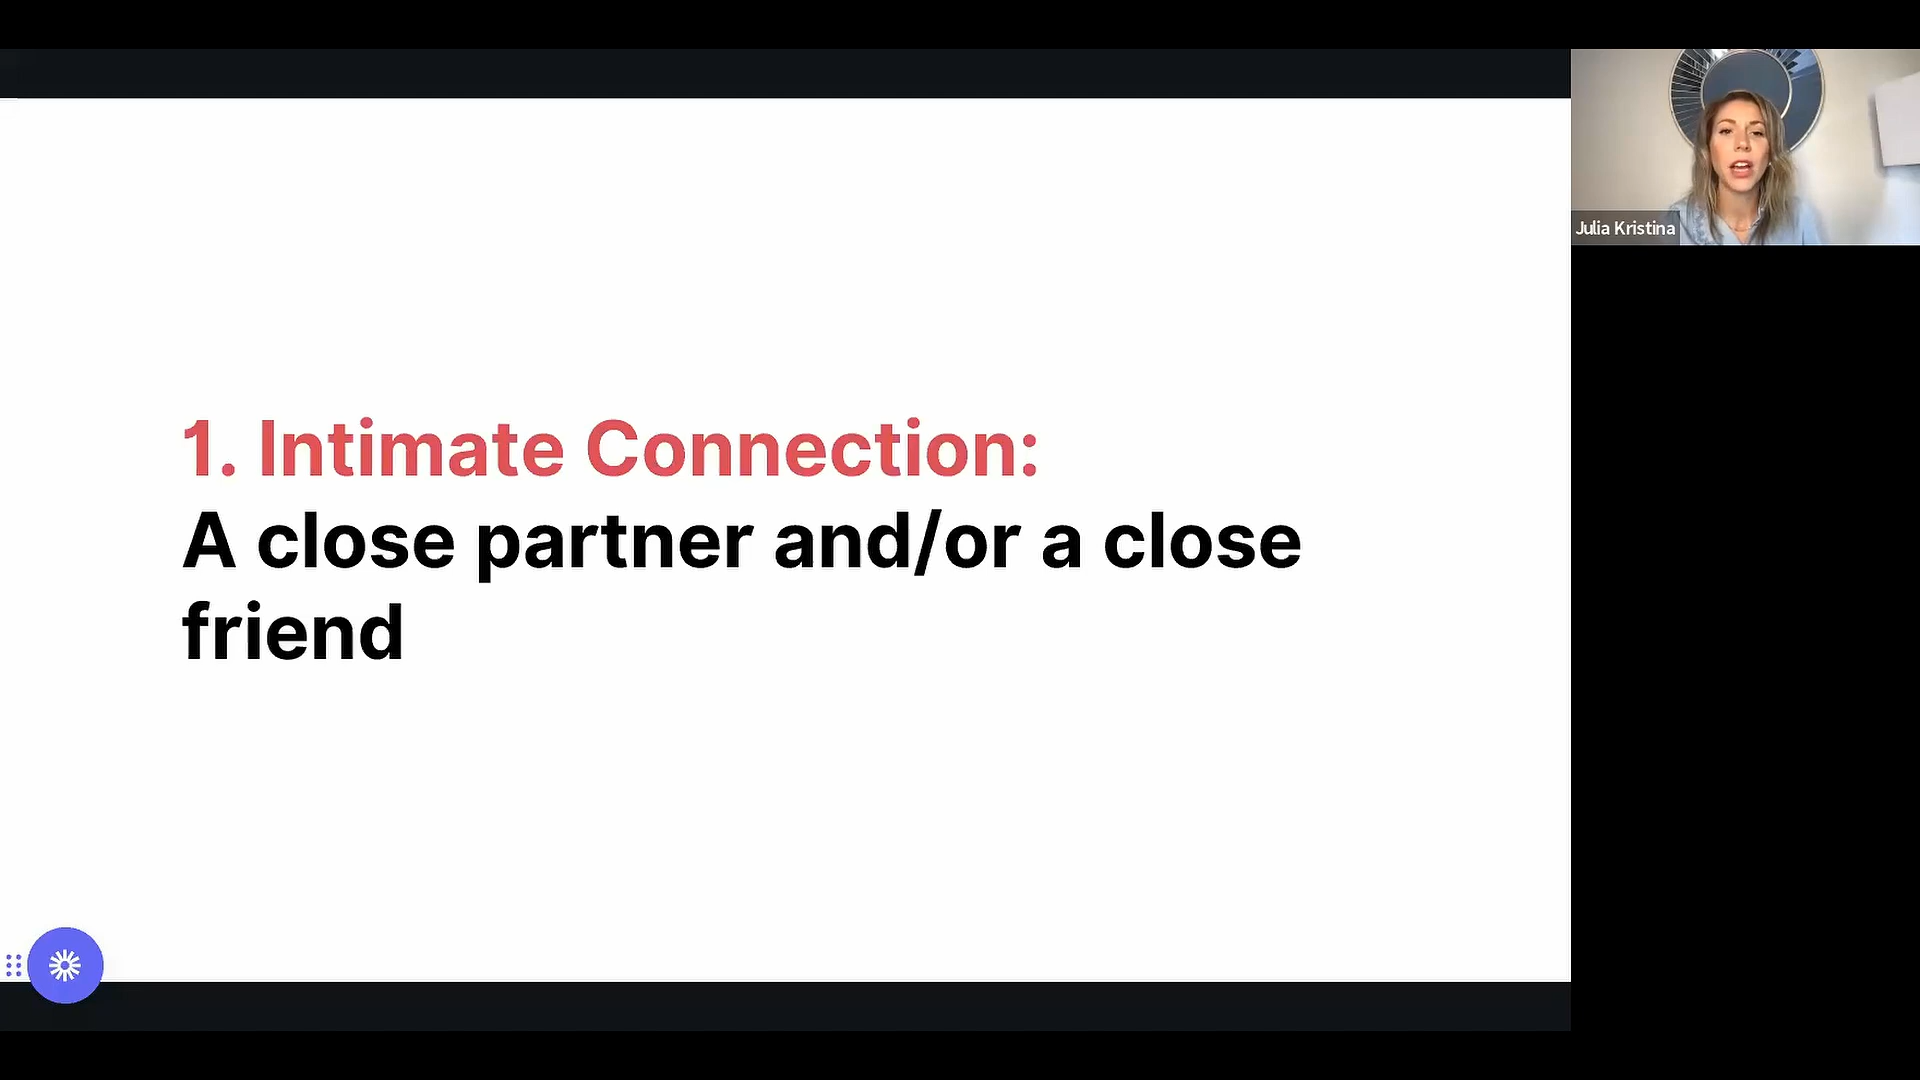 1. Intimate Connection:
A close partner and/or a close
friend
Julia Kristina